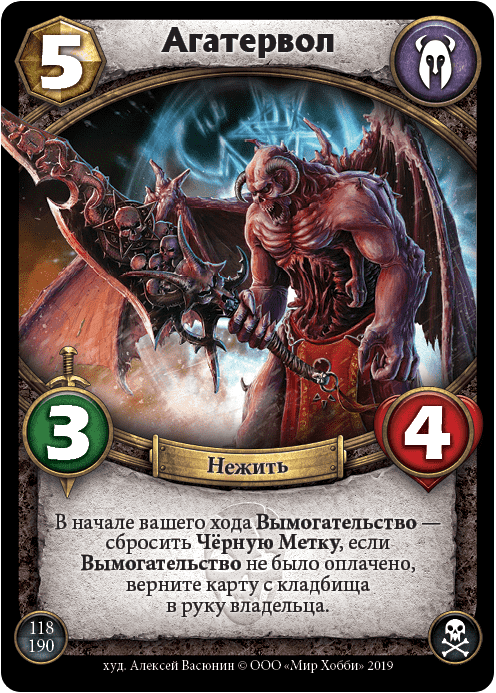 5
Агатервол
3
4
Нежить
В начале вашего хода Вымогательство —
сбросить Чёрную Метку, если
Вымогательство не было оплачено,
верните карту с кладбища
в руку владельца.
118
190
худ. Алексей Васюнин © ООО «Мир Хобби» 2019